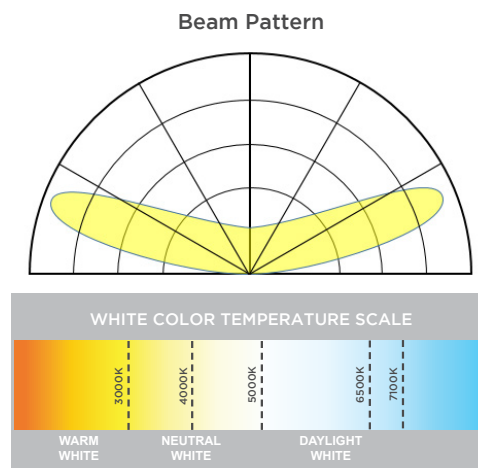 Beam Pattern
WHITE COLOR TEMPERATURE SCALE
3000K
4000K
5000K
6500K
7100K
WARM
WHITE
NEUTRAL
WHITE
DAYLIGHT
WHITE